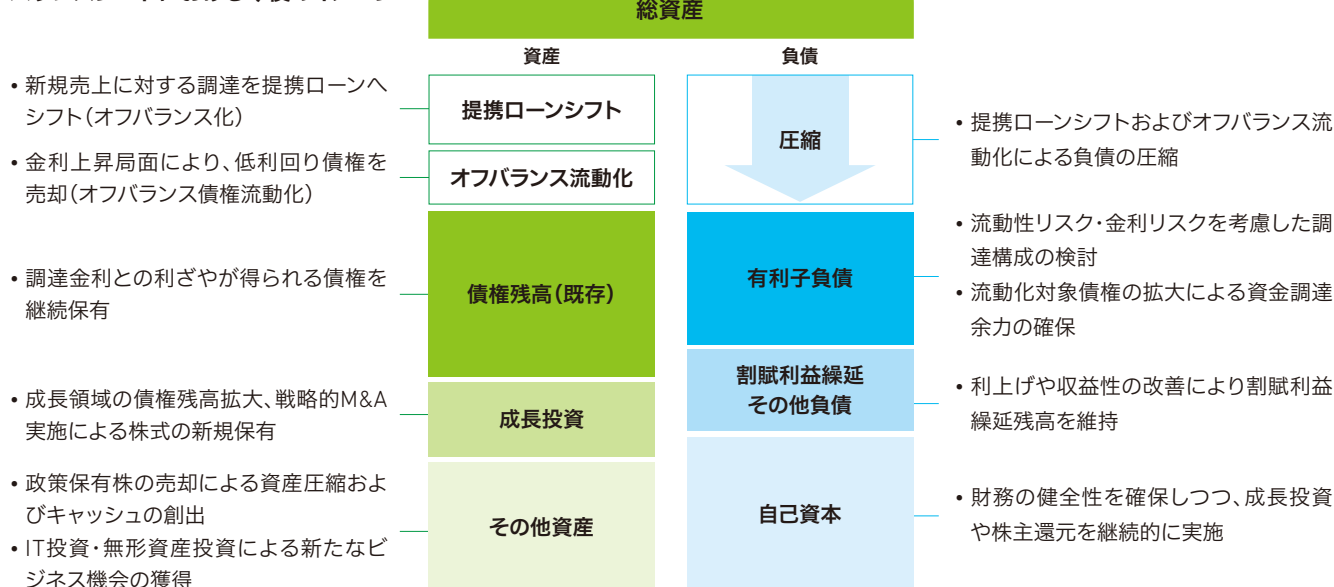 総資産
資産
負債
• 新規売上に対する調達を提携ローンへ
シフト(オフバランス化)
• 金利上昇局面により、低利回り債権を
売却(オフバランス債権流動化)
• 調達金利との利ざやが得られる債権を
継続保有
• 成長領域の債権残高拡大、戦略的M&A
実施による株式の新規保有
• 政策保有株の売却による資産圧縮およ
びキャッシュの創出
• IT投資・無形資産投資による新たなビ
ジネス機会の獲得
提携ローンシフト
オフバランス流動化
債権残高(既存)
成長投資
その他資産
圧縮
有利子負債
割賦利益繰延
その他負債
自己資本
• 提携ローンシフトおよびオフバランス流
動化による負債の圧縮
• 流動性リスク・金利リスクを考慮した調
達構成の検討
• 流動化対象債権の拡大による資金調達
余力の確保
• 利上げや収益性の改善により割賦利益
繰延残高を維持
• 財務の健全性を確保しつつ、成長投資
や株主還元を継続的に実施